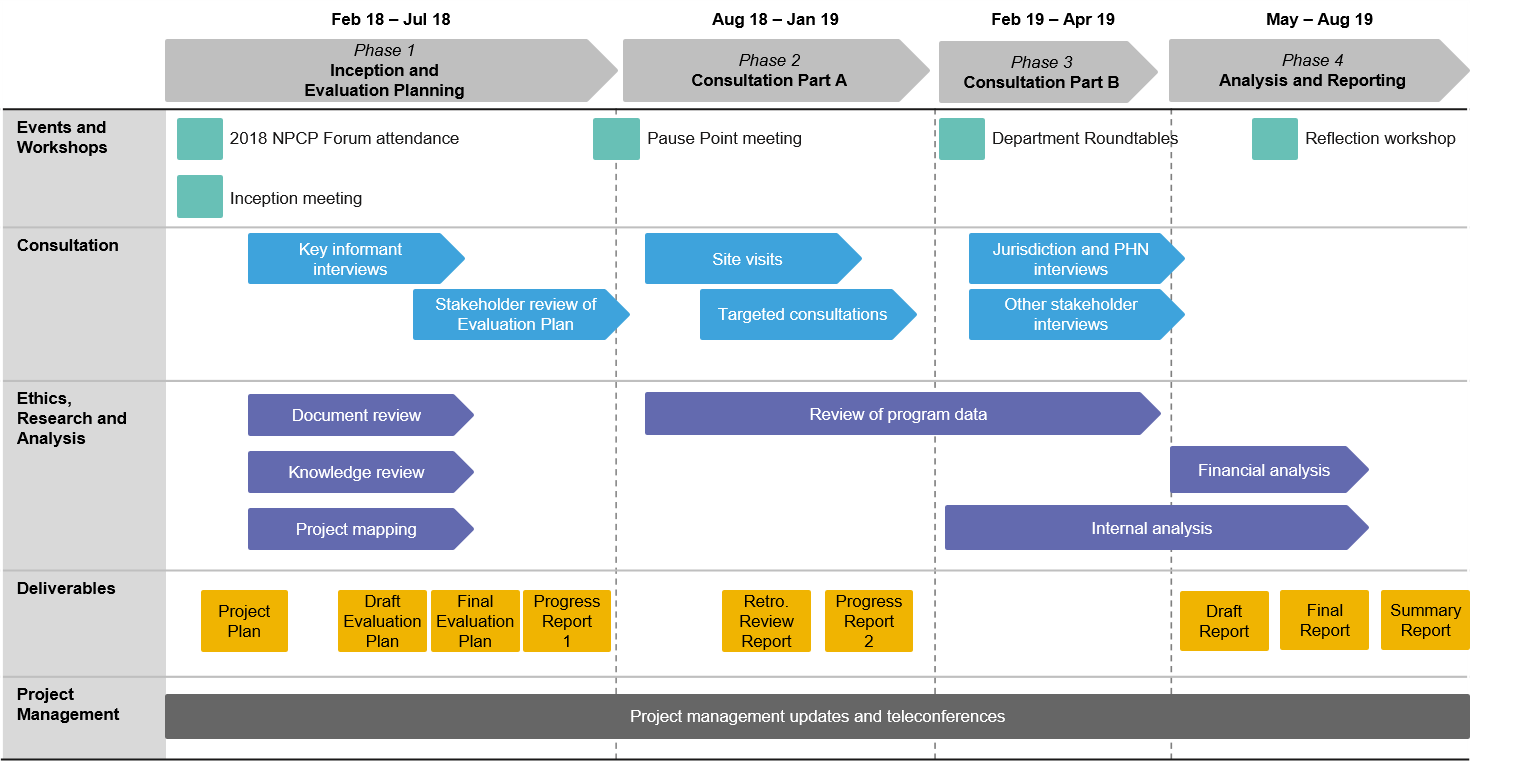 Feb 18 – Jul 18
Aug 18 – Jan 19
Feb 19 – Apr 19
May – Aug 19
Phase 1
Inception and
Evaluation Planning
Phase 2
Consultation Part A
Phase 3
Consultation Part B
Phase 4
Analysis and Reporting
Events and
Workshops
2018 NPCP Forum attendance
Pause Point meeting
Department Roundtables
Reflection workshop
Inception meeting
Consultation
Key informant
interviews
Site visits
Jurisdiction and PHN
interviews
Stakeholder review of
Evaluation Plan
Targeted consultations
Other stakeholder
interviews
Ethics,
Research and
Analysis
Document review
Review of program data
Knowledge review
Financial analysis
Project mapping
Internal analysis
Deliverables
Project
Plan
Draft
Evaluation
Plan
Final
Evaluation
Plan
Progress
Report
1
Retro.
Review
Report
Progress
Report
2
Draft
Report
Final
Report
Summary
Report
Project
Management
Project management updates and teleconferences